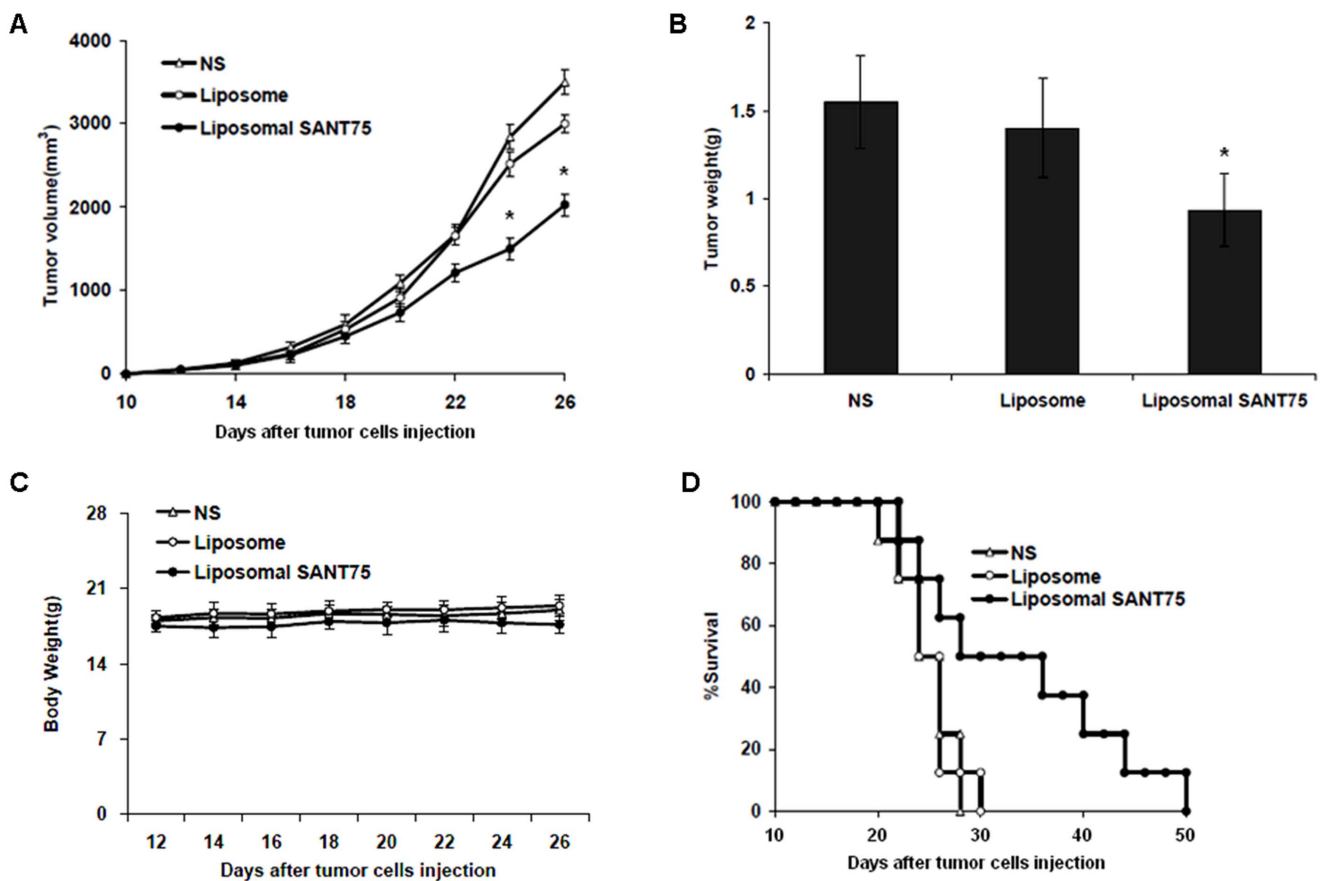 A
Tumor volume(mm³)
4000
3000
2000
1000
0
NS
Liposome
Liposomal SANT75
*
*
10 14 18 22 26
Days after tumor cells injection
B
Tumor weight(g)
2
1.5
1
0.5
0
*
NS Liposome Liposomal SANT75
C
Body Weight(g)
28
21
14
7
0
NS
Liposome
Liposomal SANT75
12 14 16 18 20 22 24 26
Days after tumor cells injection
D
%Survival
100
80
60
40
20
0
NS
Liposome
Liposomal SANT75
10 20 30 40 50
Days after tumor cells injection